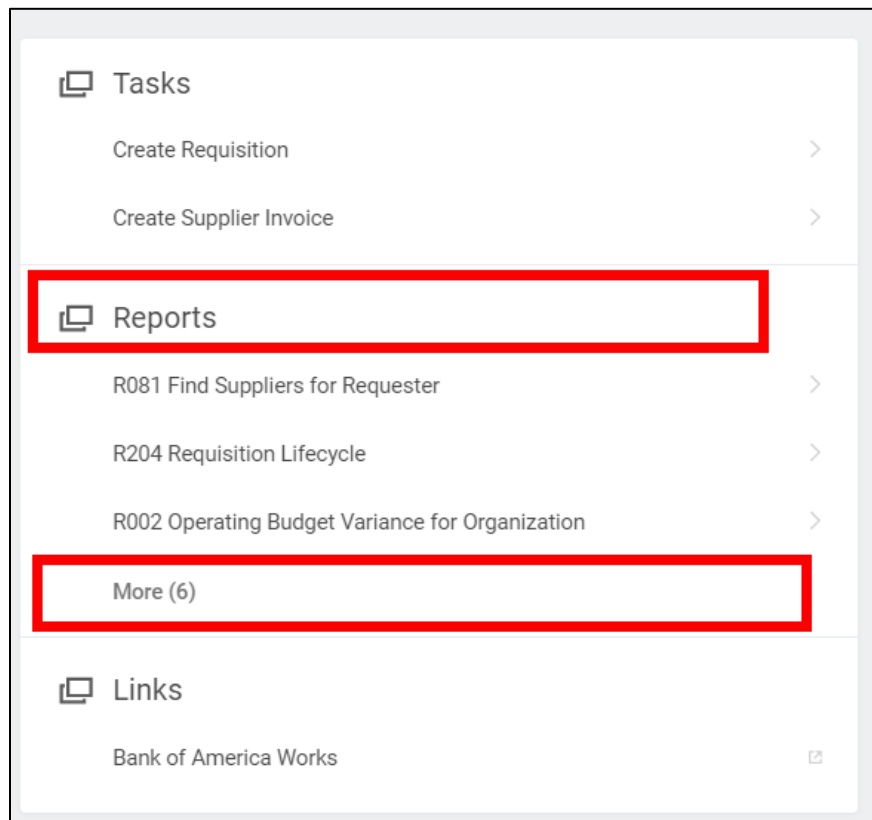 Tasks
Create Requisition
Create Supplier Invoice
Reports
R081 Find Suppliers for Requester
R204 Requisition Lifecycle
R002 Operating Budget Variance for Organization
More (6)
Links
Bank of America Works